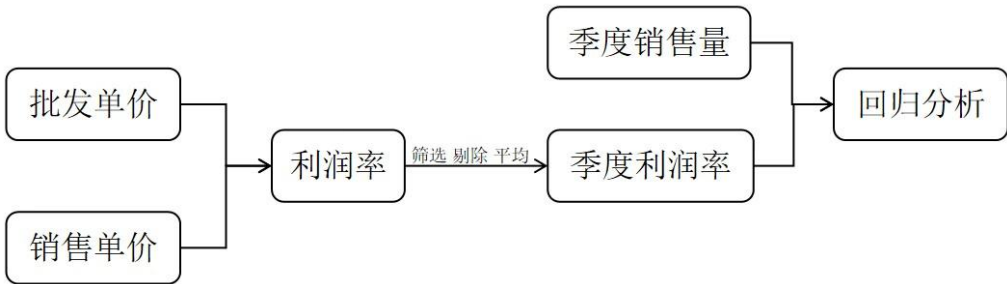 季度销售量
批发单价
回归分析
利润率
筛选 剔除 平均
季度利润率
销售单价